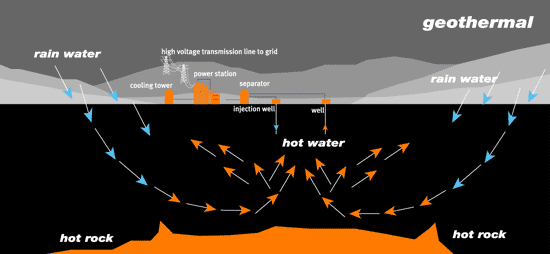 geothermal
high voltage transmission line to grid
rain water
power station
rain water
cooling tower
separator
injection well
well
hot water
hot rock
hot rock